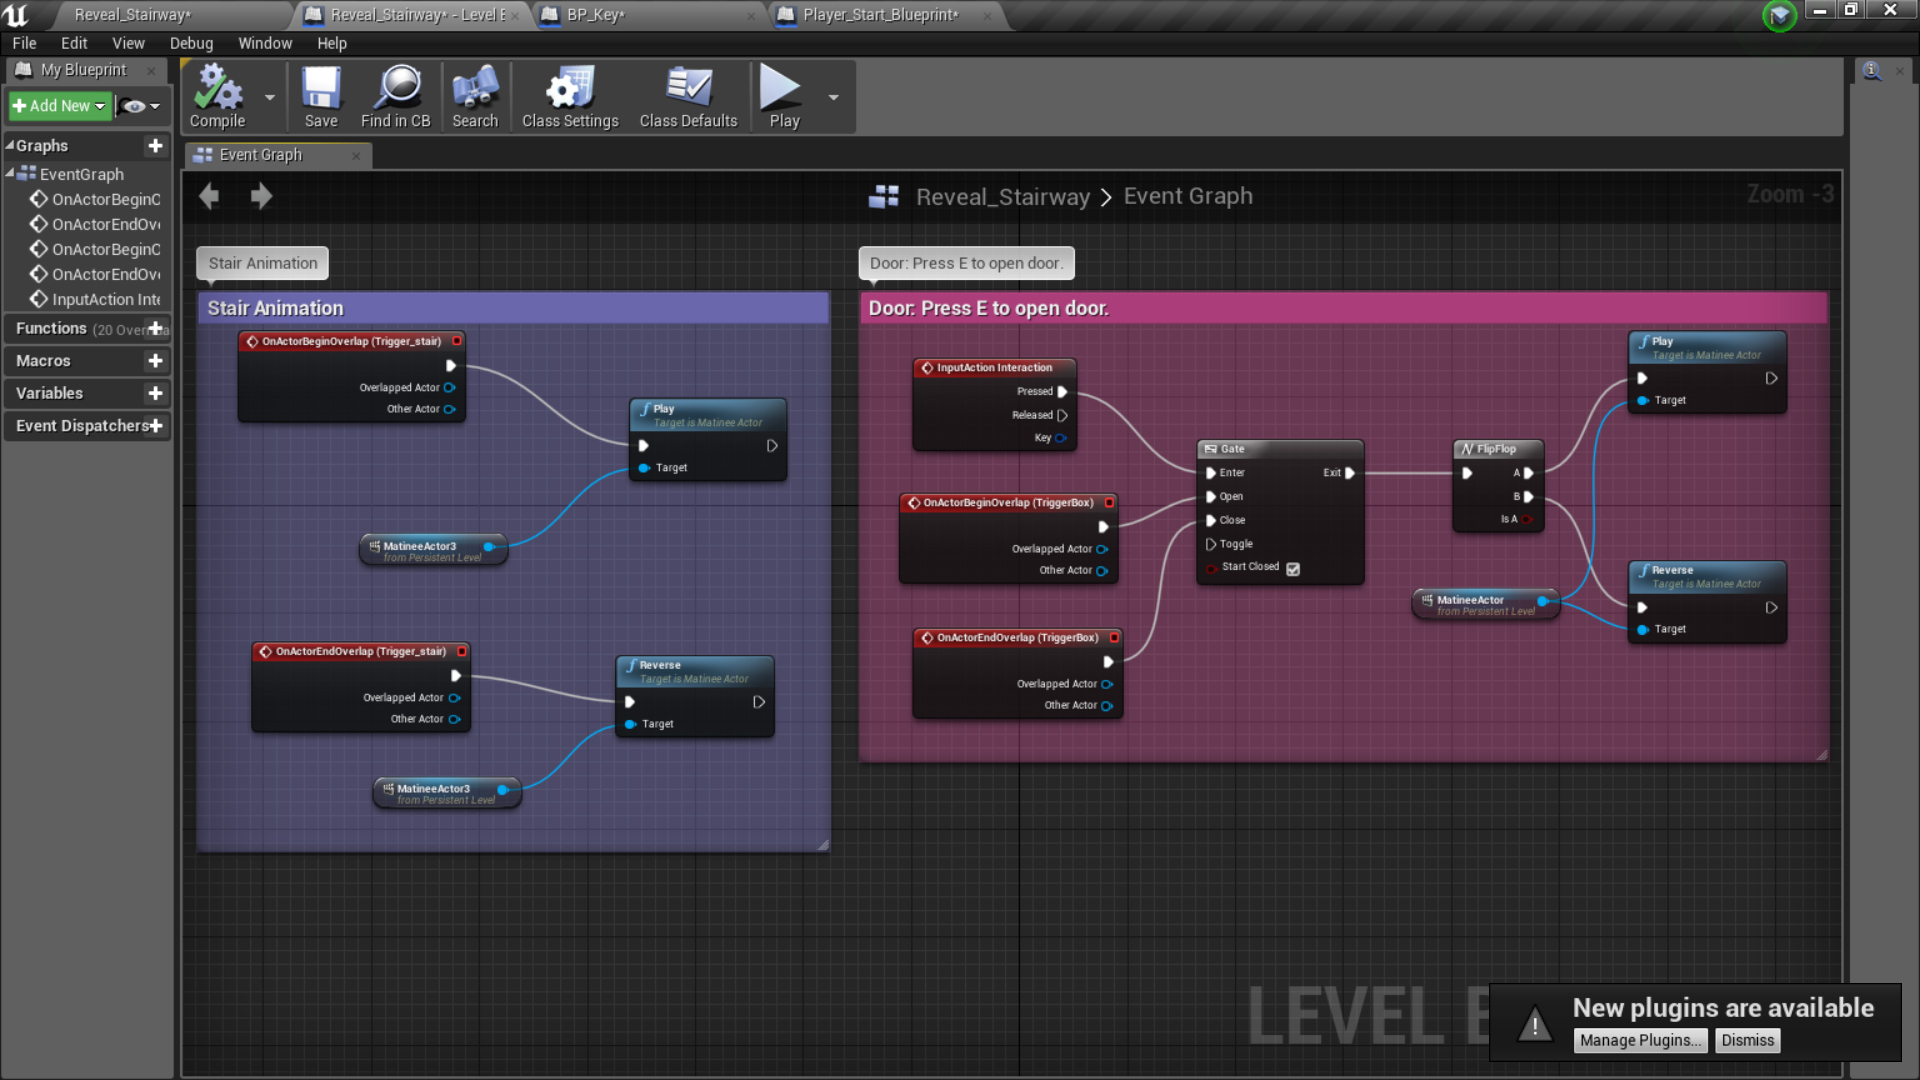 Reveal_Stairway*
Reveal_Stairway* - Level E
BP_Key*
Player_Start_Blueprint*
File Edit View Debug Window Help
My Blueprint
Add New
Compile
Save
Find in CB
Search
Class Settings
Class Defaults
Play
Graphs
EventGraph
OnActorBeginO
OnActorEndOve
OnActorBeginO
OnActorEndOve
InputAction Inte
Functions (20 Overrida
Macros
Variables
Event Dispatchers
Event Graph
Reveal_Stairway > Event Graph
Zoom -3
Stair Animation
Stair Animation
OnActorBeginOverlap (Trigger_stair)
Overlapped Actor
Other Actor
Play
Target is Matinee Actor
Target
MatineeActor3
from Persistent Level
OnActorEndOverlap (Trigger_stair)
Overlapped Actor
Other Actor
Reverse
Target is Matinee Actor
Target
MatineeActor3
from Persistent Level
Door: Press E to open door.
Door: Press E to open door.
InputAction Interaction
Pressed
Released
Key
OnActorBeginOverlap (TriggerBox)
Overlapped Actor
Other Actor
OnActorEndOverlap (TriggerBox)
Overlapped Actor
Other Actor
Gate
Enter Exit
Open
Close
Toggle
Start Closed
FlipFlop
A
B
Is A
MatineeActor
from Persistent Level
Play
Target is Matinee Actor
Target
Reverse
Target is Matinee Actor
Target
LEVEL
New plugins are available
Manage Plugins...
Dismiss